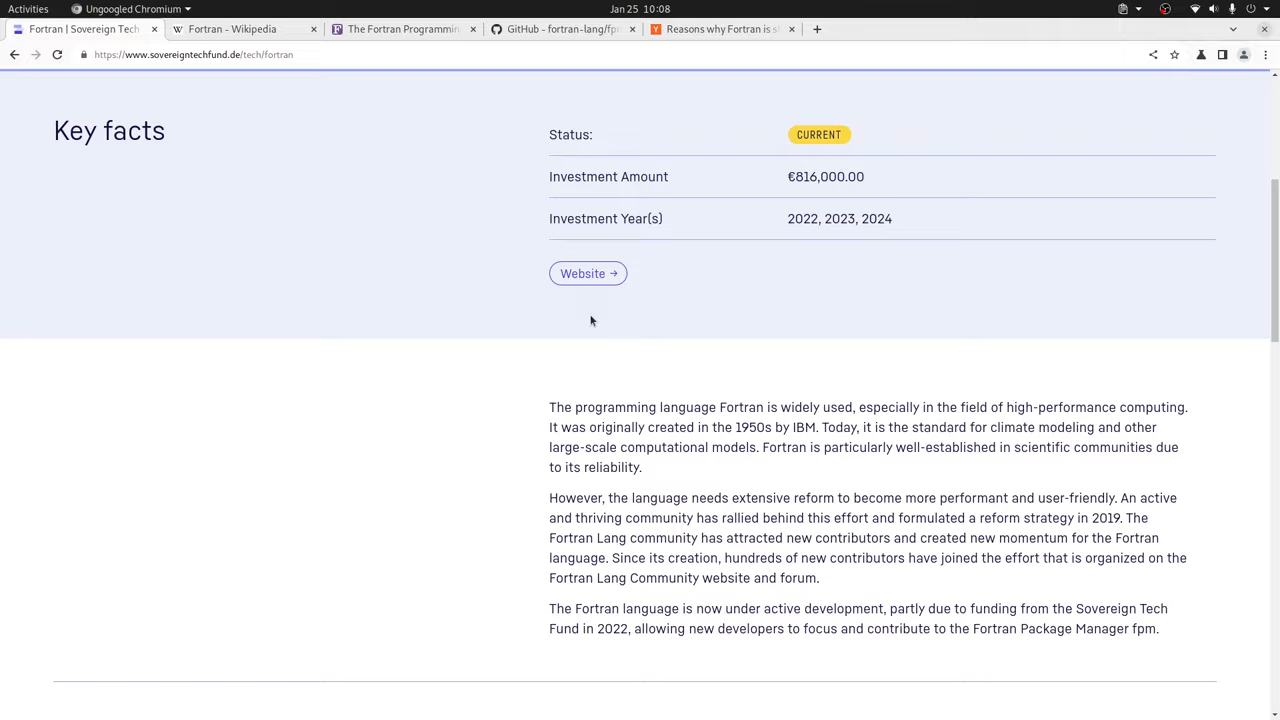 Activities
Ungoogled Chromium
Jan 25 10:08
Fortran | Sovereign Tech
Fortran - Wikipedia
The Fortran Programmin
GitHub - fortran-lang/fpm
Reasons why Fortran is s
https://www.sovereigntechfund.de/tech/fortran
Key facts
Status: CURRENT
Investment Amount €816,000.00
Investment Year(s) 2022, 2023, 2024
Website →
The programming language Fortran is widely used, especially in the field of high-performance computing.
It was originally created in the 1950s by IBM. Today, it is the standard for climate modeling and other
large-scale computational models. Fortran is particularly well-established in scientific communities due
to its reliability.
However, the language needs extensive reform to become more performant and user-friendly. An active
and thriving community has rallied behind this effort and formulated a reform strategy in 2019. The
Fortran Lang community has attracted new contributors and created new momentum for the Fortran
language. Since its creation, hundreds of new contributors have joined the effort that is organized on the
Fortran Lang Community website and forum.
The Fortran language is now under active development, partly due to funding from the Sovereign Tech
Fund in 2022, allowing new developers to focus and contribute to the Fortran Package Manager fpm.